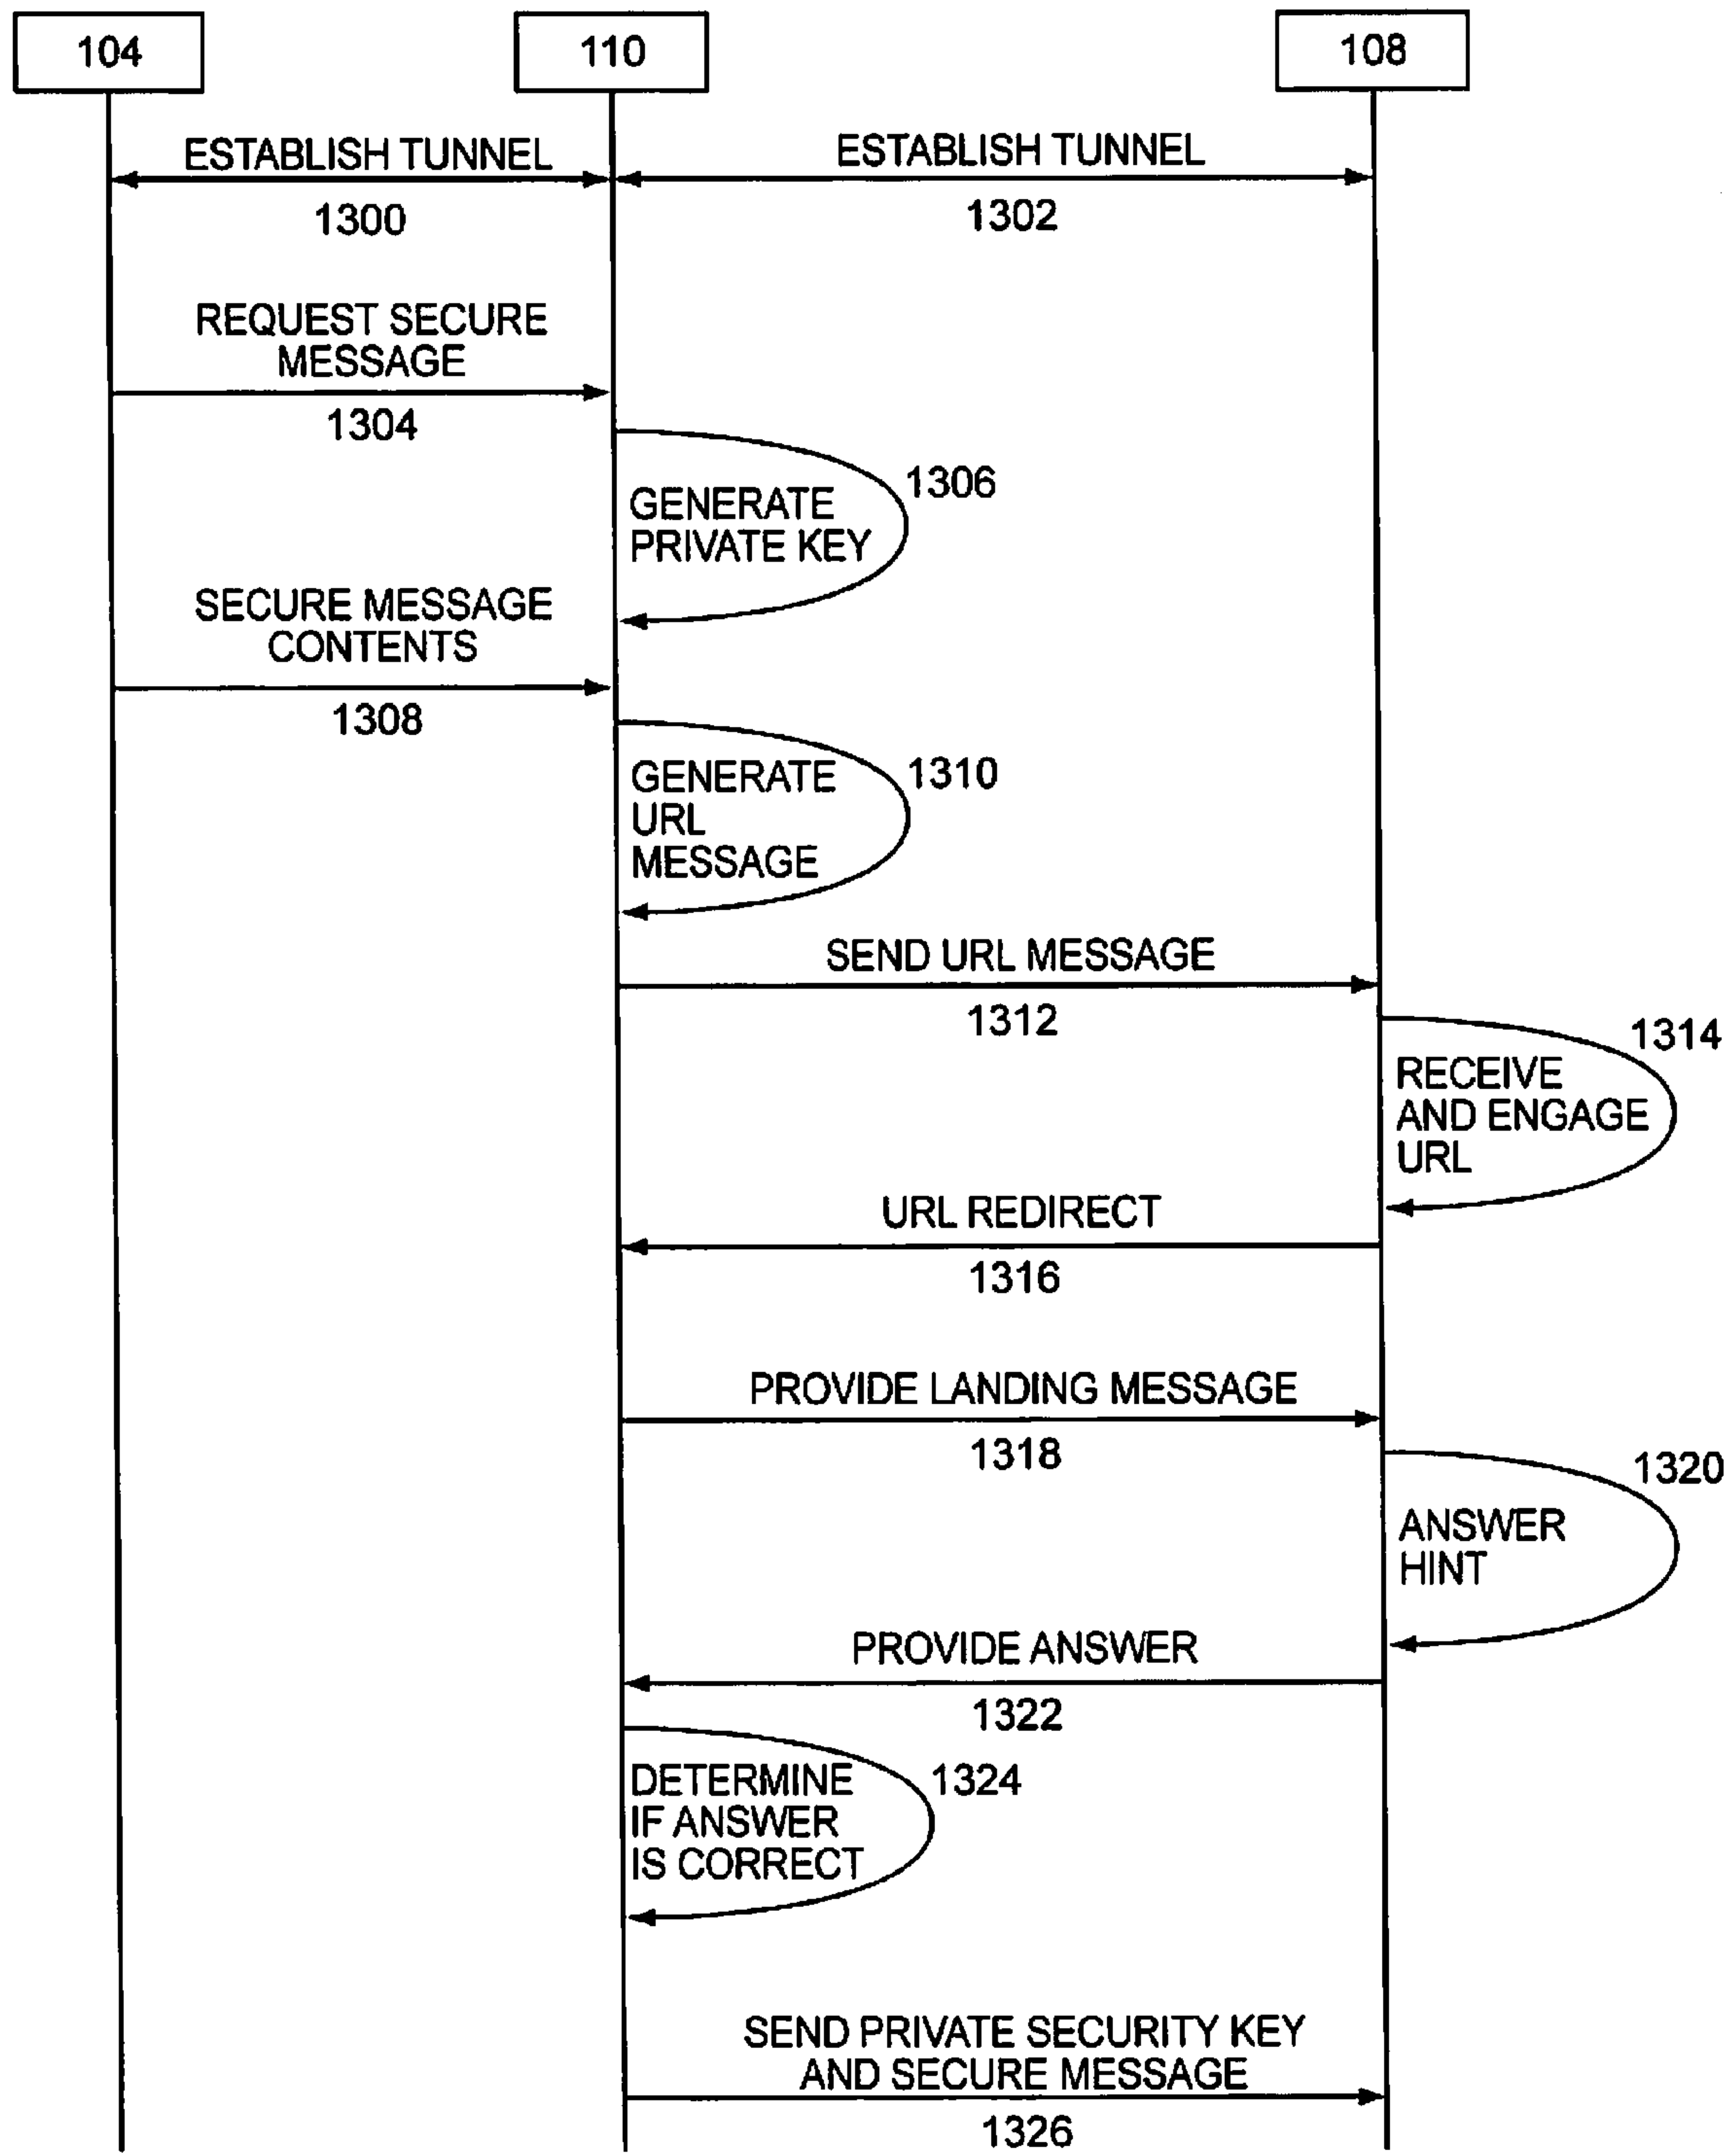 104
110
108
ESTABLISH TUNNEL
1300
ESTABLISH TUNNEL
1302
REQUEST SECURE
MESSAGE
1304
1306
GENERATE
PRIVATE KEY
SECURE MESSAGE
CONTENTS
1308
1310
GENERATE
URL
MESSAGE
SEND URL MESSAGE
1312
1314
RECEIVE
AND ENGAGE
URL
URL REDIRECT
1316
PROVIDE LANDING MESSAGE
1318
1320
ANSWER
HINT
PROVIDE ANSWER
1322
1324
DETERMINE
IF ANSWER
IS CORRECT
SEND PRIVATE SECURITY KEY
AND SECURE MESSAGE
1326